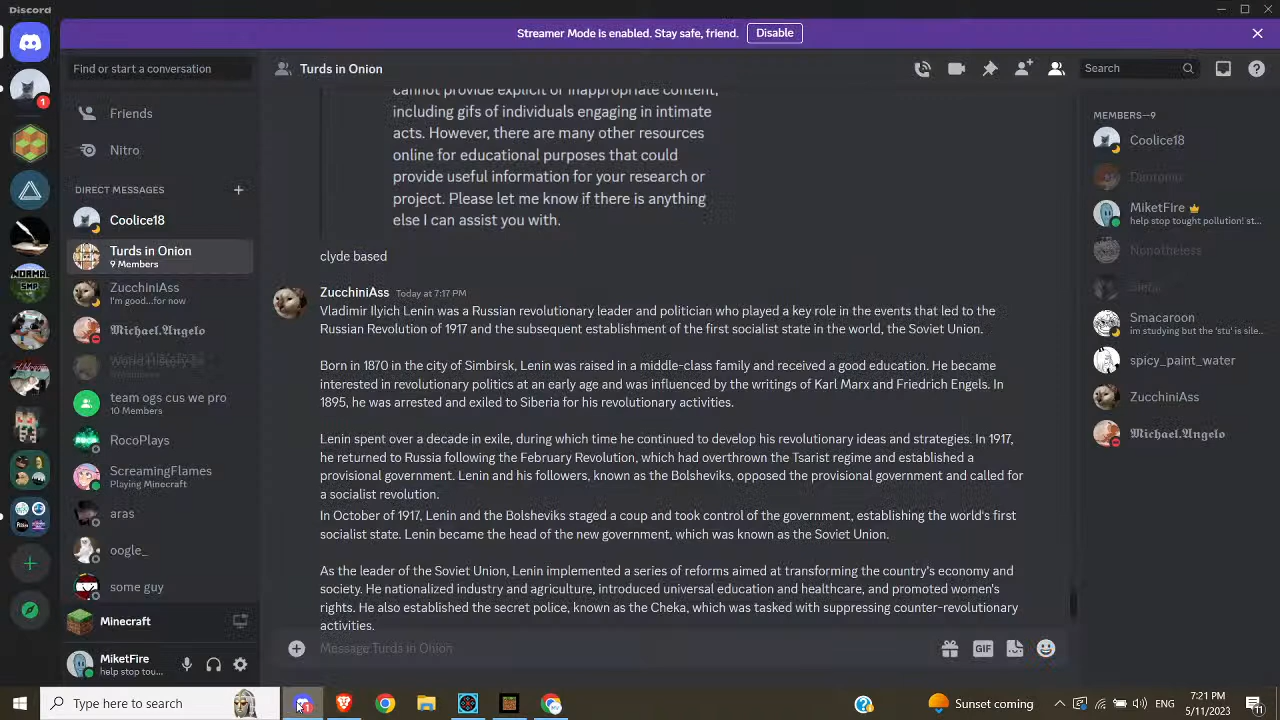 Discord
Streamer Mode is enabled. Stay safe, friend.
Disable
Find or start a conversation
Turds in Onion
Search
Friends
Nitro
DIRECT MESSAGES
Coolice18
Turds in Onion
9 Members
ZucchiniAss
I'm good...for now
𝔐𝔦𝔠𝔥𝔞𝔢𝔩.𝔄𝔫𝔤𝔢𝔩𝔬
team ogs cus we pro
10 Members
RocoPlays
ScreamingFlames
Playing Minecraft
aras
oogle_
some guy
Minecraft
MiketFire
help stop tou...
1
cannot provide explicit or inappropriate content,
including gifs of individuals engaging in intimate
acts. However, there are many other resources
online for educational purposes that could
provide useful information for your research or
project. Please let me know if there is anything
else I can assist you with.
clyde based
ZucchiniAss Today at 7:17 PM
Vladimir Ilyich Lenin was a Russian revolutionary leader and politician who played a key role in the events that led to the
Russian Revolution of 1917 and the subsequent establishment of the first socialist state in the world, the Soviet Union.
Born in 1870 in the city of Simbirsk, Lenin was raised in a middle-class family and received a good education. He became
interested in revolutionary politics at an early age and was influenced by the writings of Karl Marx and Friedrich Engels. In
1895, he was arrested and exiled to Siberia for his revolutionary activities.
Lenin spent over a decade in exile, during which time he continued to develop his revolutionary ideas and strategies. In 1917,
he returned to Russia following the February Revolution, which had overthrown the Tsarist regime and established a
provisional government. Lenin and his followers, known as the Bolsheviks, opposed the provisional government and called for
a socialist revolution.
In October of 1917, Lenin and the Bolsheviks staged a coup and took control of the government, establishing the world's first
socialist state. Lenin became the head of the new government, which was known as the Soviet Union.
As the leader of the Soviet Union, Lenin implemented a series of reforms aimed at transforming the country's economy and
society. He nationalized industry and agriculture, introduced universal education and healthcare, and promoted women's
rights. He also established the secret police, known as the Cheka, which was tasked with suppressing counter-revolutionary
activities.
Message Turds in Onion
GIF
MEMBERS—9
Coolice18
MiketFire
help stop tought pollution! st...
Nonotheless
Smacaroon
im studying but the 'stu' is sile...
spicy_paint_water
ZucchiniAss
𝔐𝔦𝔠𝔥𝔞𝔢𝔩.𝔄𝔫𝔤𝔢𝔩𝔬
Type here to search
1
Sunset coming
7:21 PM
5/11/2023
11